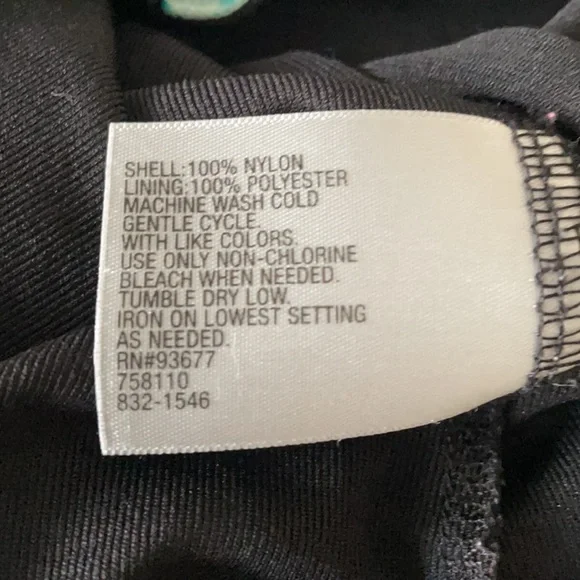 SHELL:100% NYLON
LINING:100% POLYESTER
MACHINE WASH COLD
GENTLE CYCLE.
WITH LIKE COLORS.
USE ONLY NON-CHLORINE
BLEACH WHEN NEEDED.
TUMBLE DRY LOW.
IRON ON LOWEST SETTING
AS NEEDED.
RN#93677
758110
832-1546